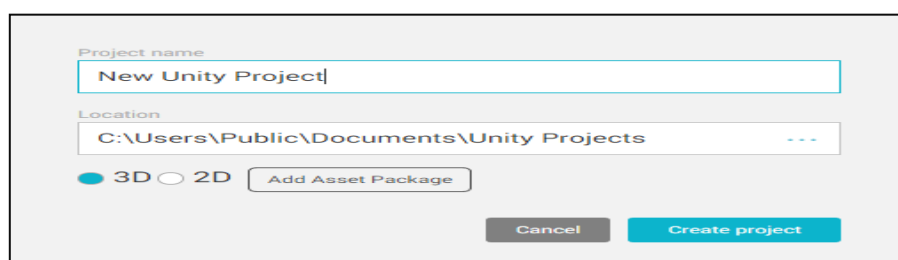 Project name
New Unity Project
Location
C:\Users\Public\Documents\Unity Projects ...
3D 2D Add Asset Package
Cancel Create project